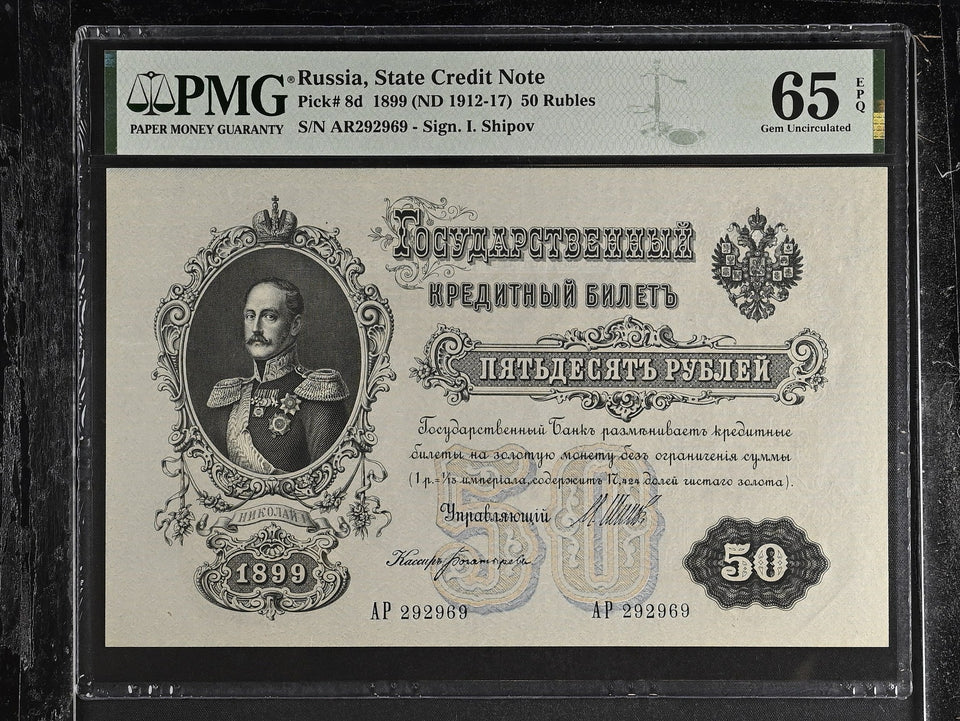 PMG® Russia, State Credit Note
PAPER MONEY GUARANTY
Pick# 8d 1899 (ND 1912-17) 50 Rubles
S/N AR292969 - Sign. I. Shipov
65 EPQ
Gem Uncirculated
Государственный
Кредитный Билетъ
Пятьдесятъ Рублей
Государственный Банкъ размѣниваетъ кредитные
билеты на золотую монету безъ ограниченія суммы
(1 р.= 1/15 имперіала, содержитъ 17,424 долей чистаго золота).
Управляющій
Кассиръ
50
НИКОЛАЙ I
1899
50
АР 292969
АР 292969